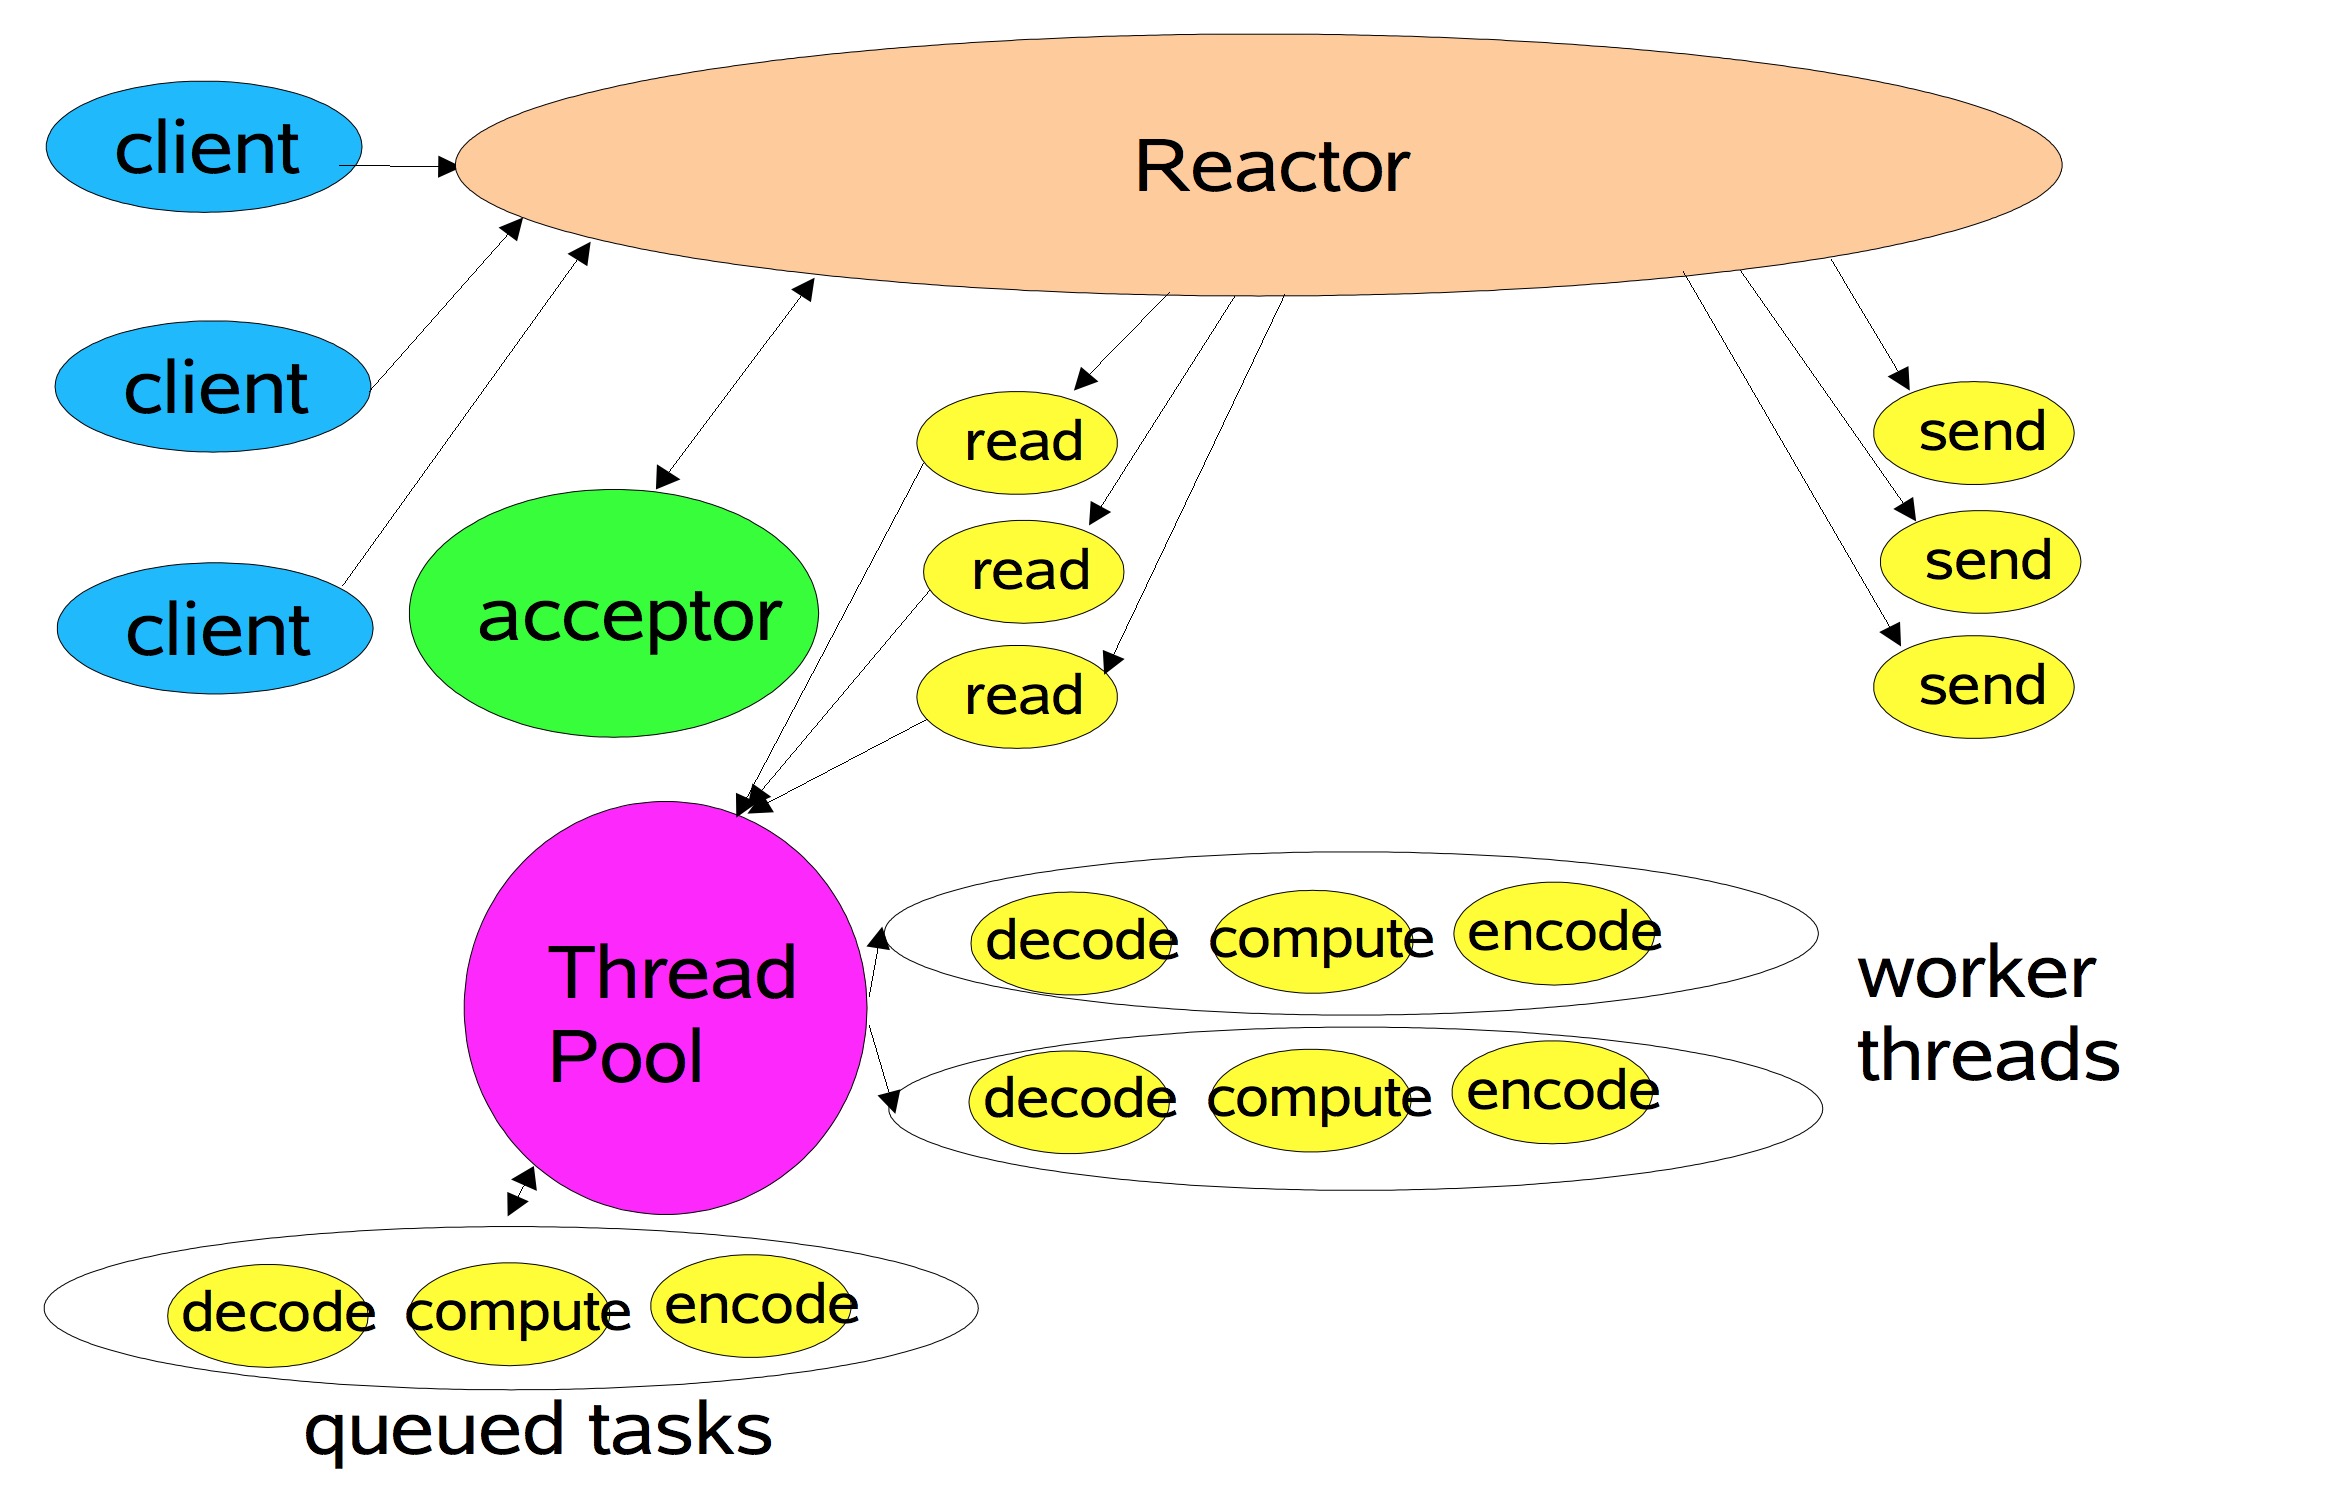 client
Reactor
client
client
acceptor
read
read
read
send
send
send
Thread
Pool
decode compute encode
decode compute encode
worker
threads
decode compute encode
queued tasks